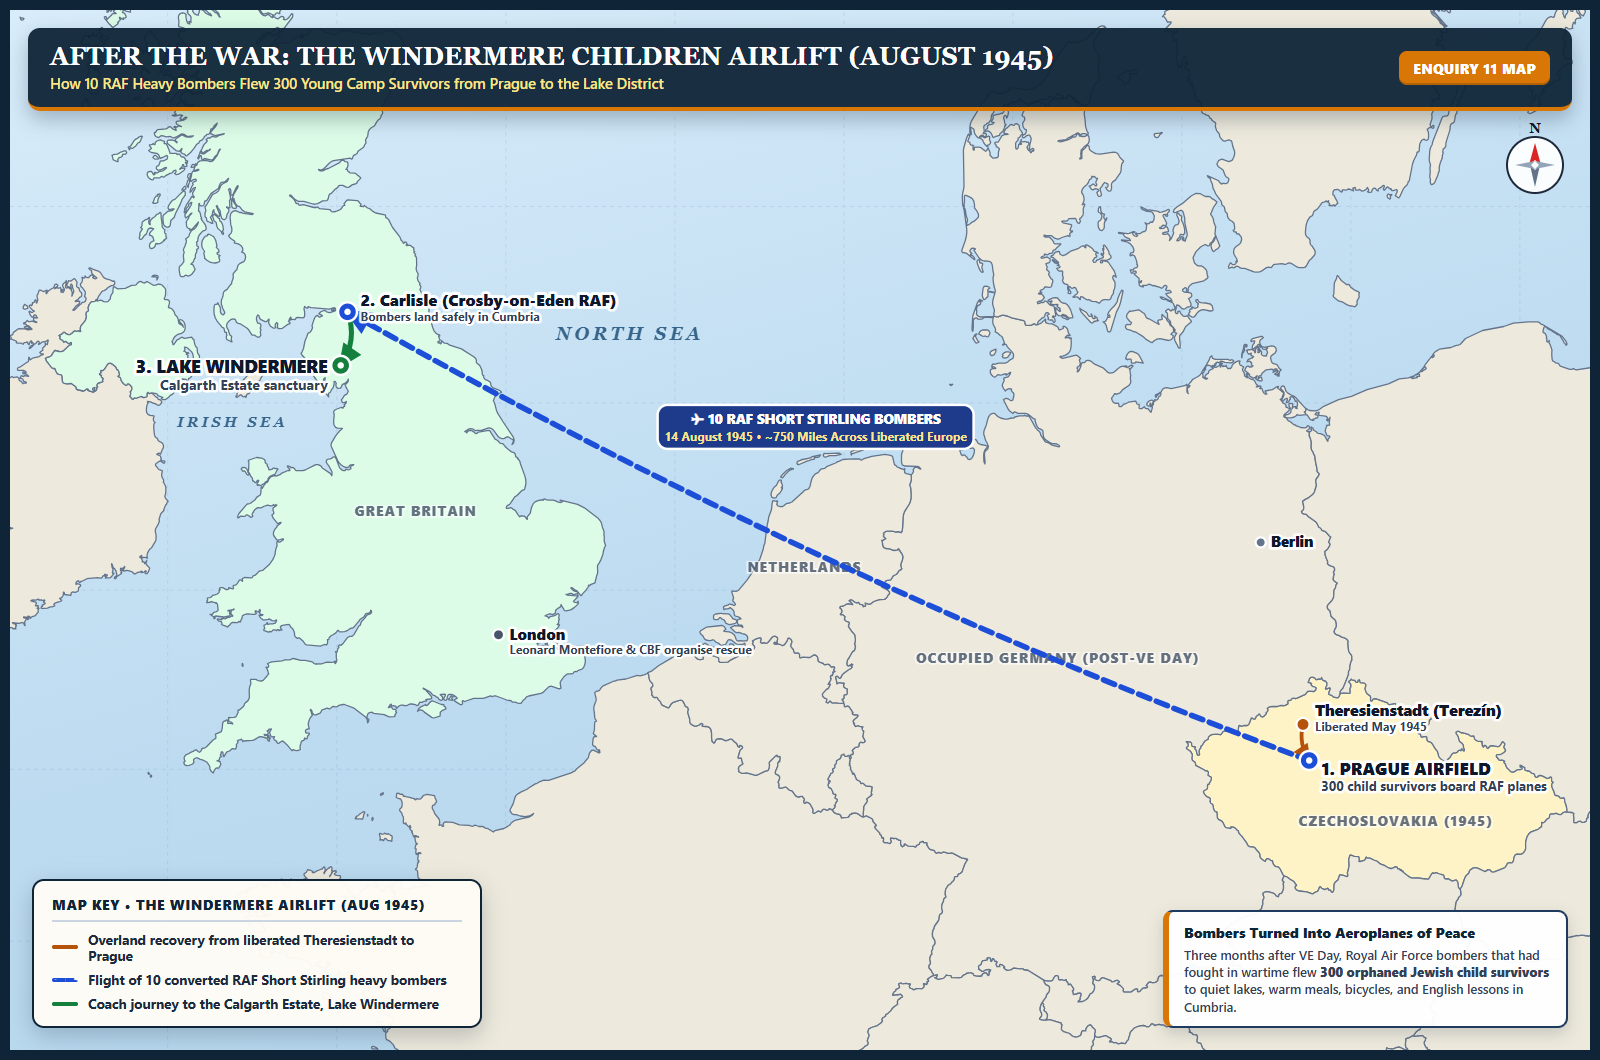 AFTER THE WAR: THE WINDERMERE CHILDREN AIRLIFT (AUGUST 1945)
How 10 RAF Heavy Bombers Flew 300 Young Camp Survivors from Prague to the Lake District
ENQUIRY 11 MAP
N
2. Carlisle (Crosby-on-Eden RAF)
Bombers land safely in Cumbria
NORTH SEA
3. LAKE WINDERMERE
Calgarth Estate sanctuary
IRISH SEA
✈ 10 RAF SHORT STIRLING BOMBERS
14 August 1945 • ~750 Miles Across Liberated Europe
GREAT BRITAIN
Berlin
NETHERLANDS
London
Leonard Montefiore & CBF organise rescue
OCCUPIED GERMANY (POST-VE DAY)
Theresienstadt (Terezín)
Liberated May 1945
1. PRAGUE AIRFIELD
300 child survivors board RAF planes
CZECHOSLOVAKIA (1945)
MAP KEY • THE WINDERMERE AIRLIFT (AUG 1945)
Overland recovery from liberated Theresienstadt to
Prague
Flight of 10 converted RAF Short Stirling heavy bombers
Coach journey to the Calgarth Estate, Lake Windermere
Bombers Turned Into Aeroplanes of Peace
Three months after VE Day, Royal Air Force bombers that had
fought in wartime flew 300 orphaned Jewish child survivors
to quiet lakes, warm meals, bicycles, and English lessons in
Cumbria.